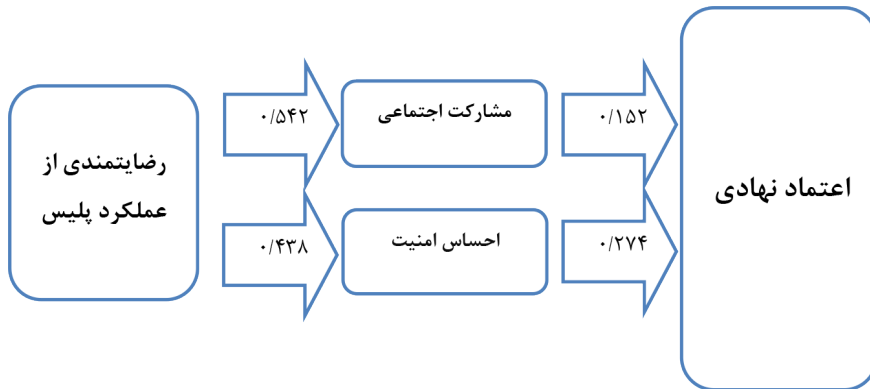 رضایتمندی از
عملکرد پلیس
۰/۵۴۲
مشارکت اجتماعی
۰/۱۵۲
۰/۴۳۸
احساس امنیت
۰/۲۷۴
اعتماد نهادی